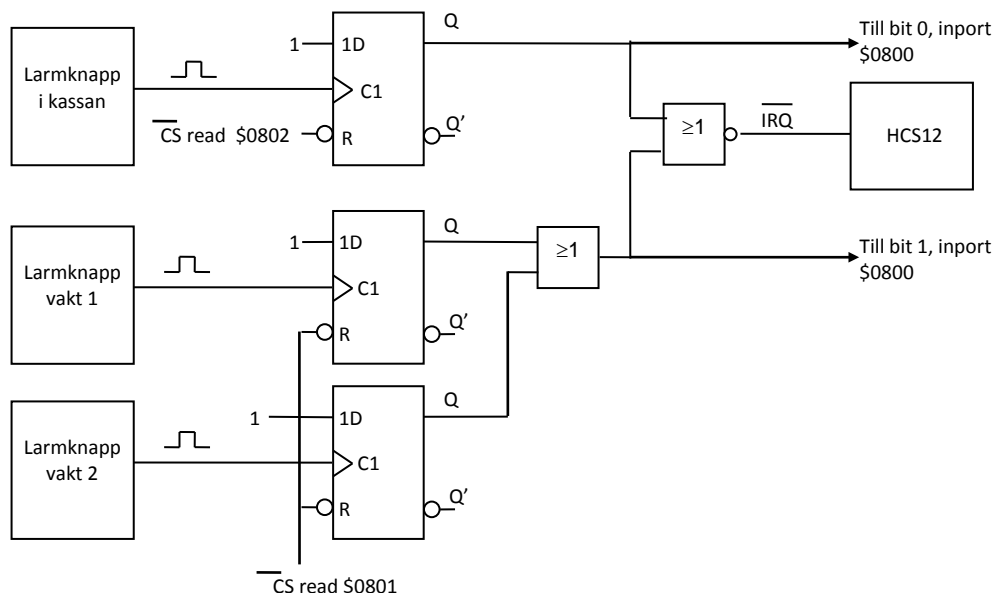 Larmknapp
i kassan
1
1D
C1
R
CS read $0802
Q
Q’
Till bit 0, inport
$0800
≥1
IRQ
HCS12
Larmknapp
vakt 1
1
1D
C1
R
Q
Q’
≥1
Till bit 1, inport
$0800
Larmknapp
vakt 2
1
1D
C1
R
Q
Q’
CS read $0801